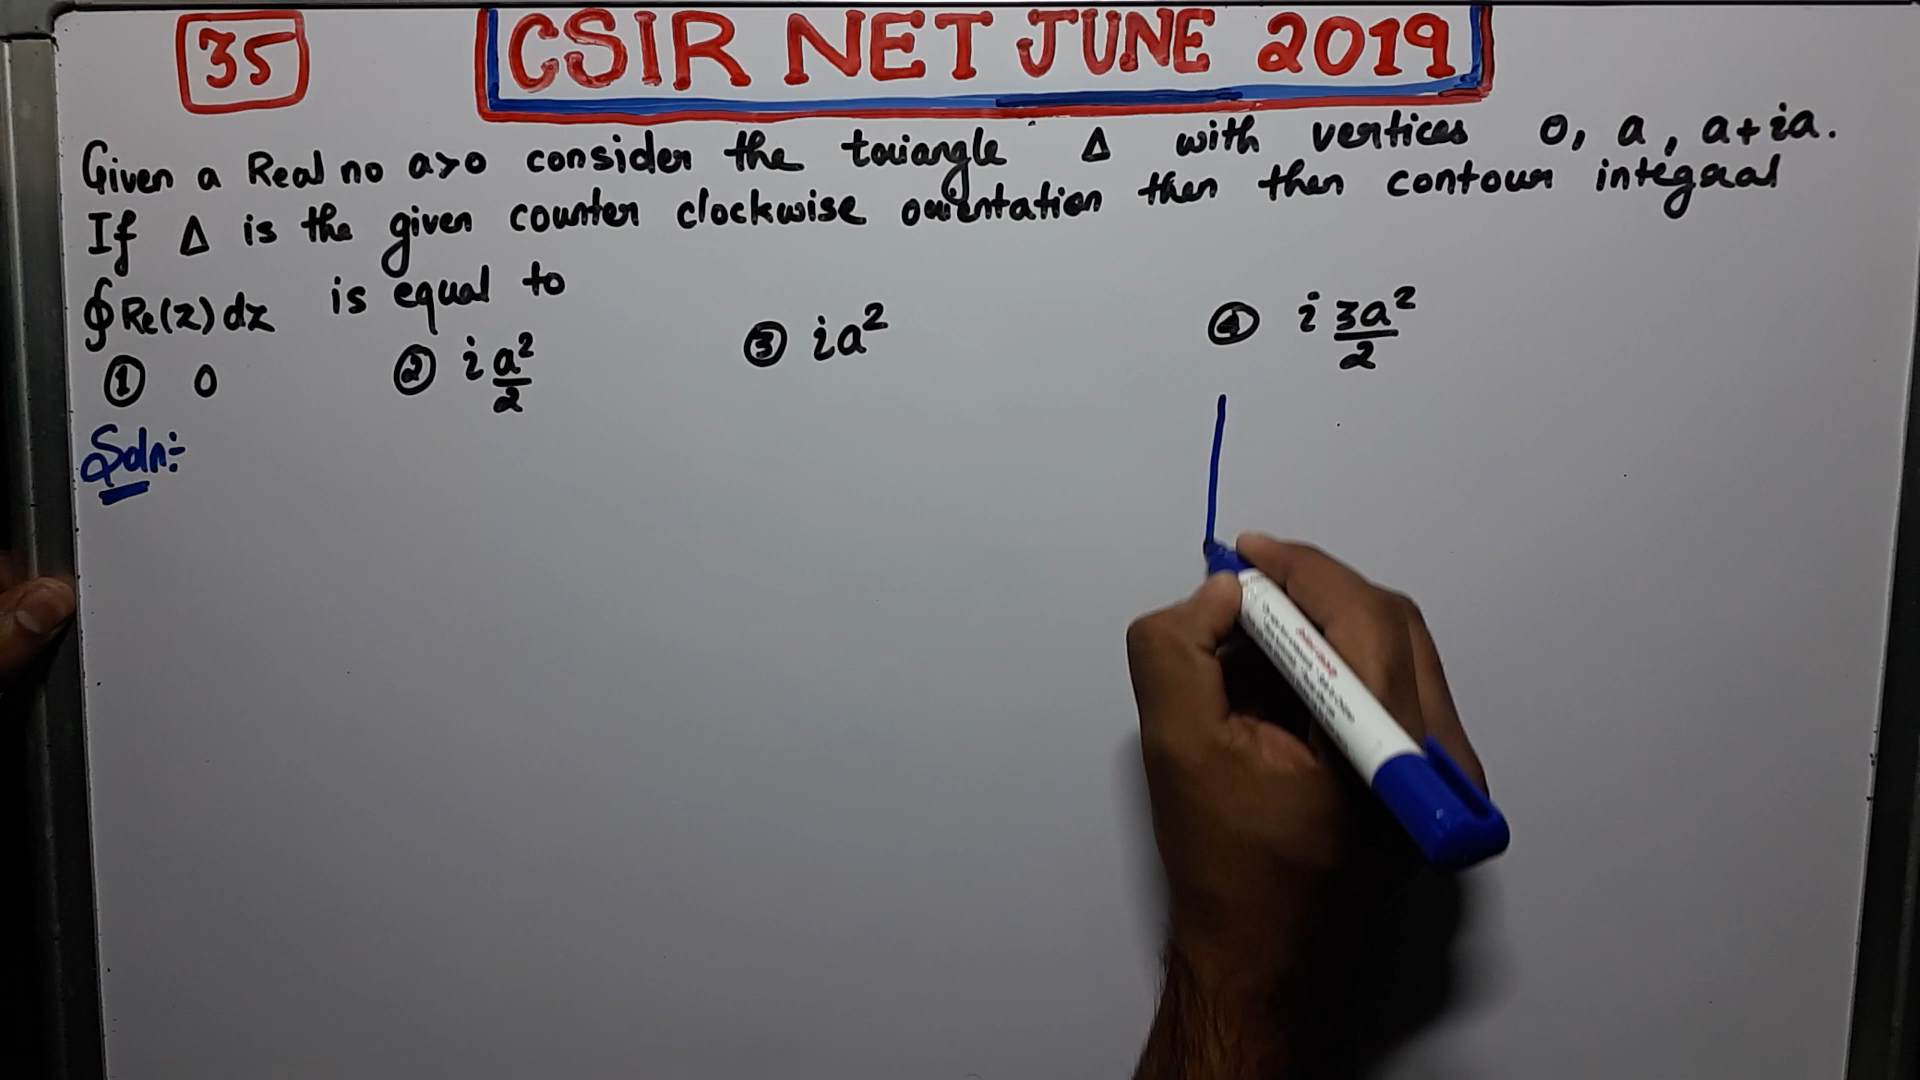 35 CSIR NET JUNE 2019
Given a Real no a>0 consider the triangle Δ with vertices 0, a, a+ia.
If Δ is the given counter clockwise orientation then then contour integral
∮Re(z)dz is equal to
① 0 ② i a²/2 ③ ia² ④ i 3a²/2
Soln: